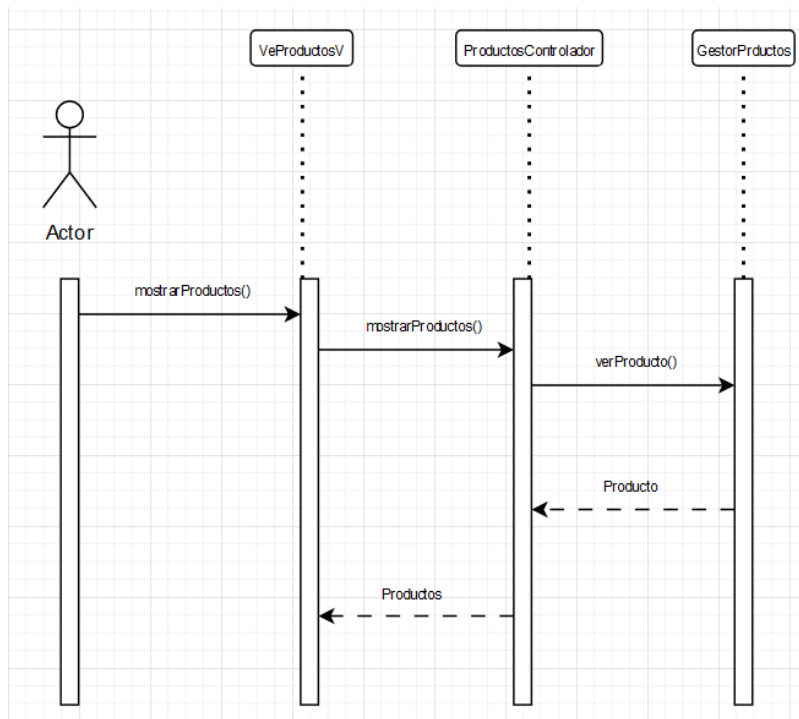 VeProductosV
ProductosControlador
GestorPrductos
Actor
mostrarProductos()
mostrarProductos()
verProducto()
Producto
Productos